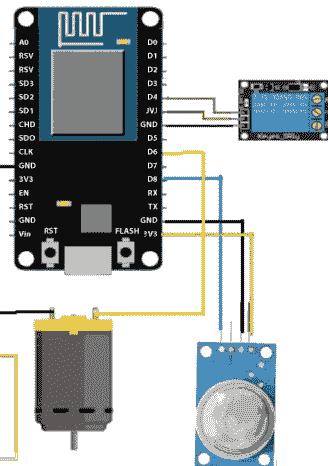 A0 D0
RSV D1
RSV D2
SD3 D3
SD2 D4
SD1 3V3
CHD GND
SDO D5
CLK D6
GND D7
3V3 D8
EN RX
RST TX
GND GND
Vin 3V3
RST FLASH